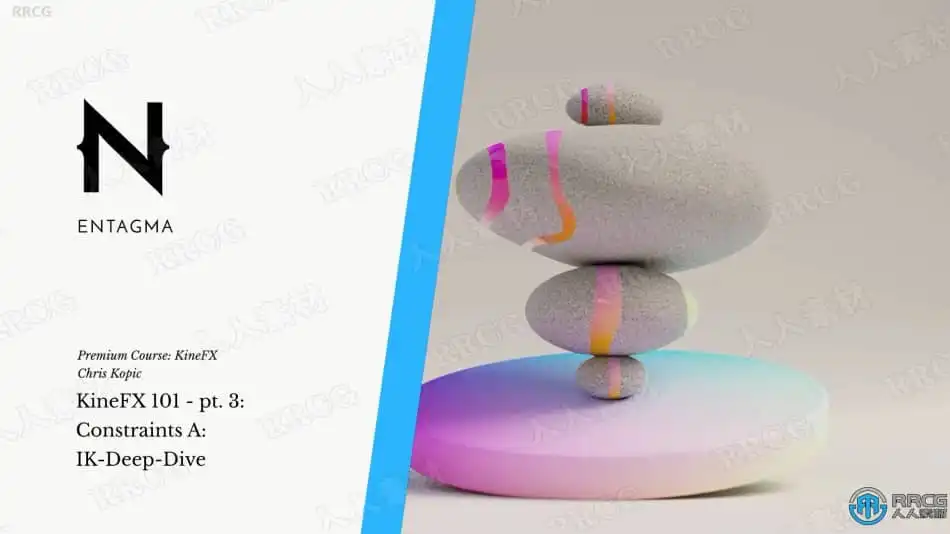 RRCG
N
ENTAGMA
Premium Course: KineFX
Chris Kopic
KineFX 101 - pt. 3:
Constraints A:
IK-Deep-Dive
RRCG
人人素材